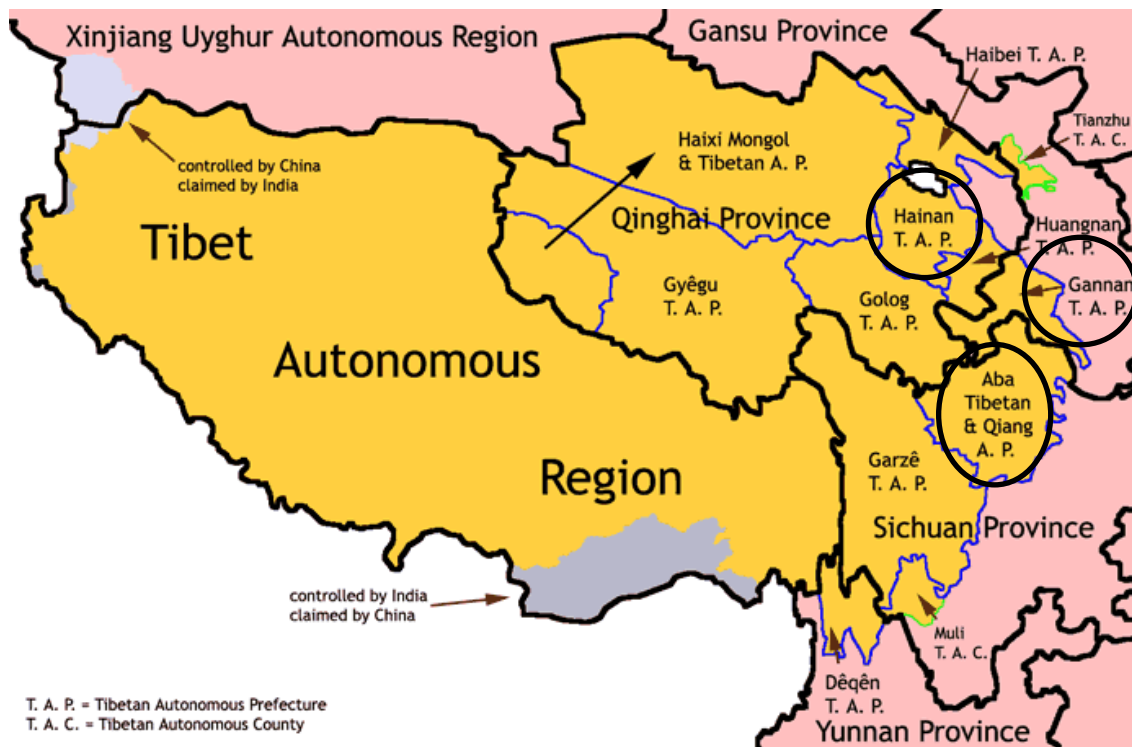 Xinjiang Uyghur Autonomous Region
Gansu Province
Haibei T. A. P.
Tianzhu
T. A. C.
controlled by China
claimed by India
Haixi Mongol
& Tibetan A. P.
Tibet
Qinghai Province
Hainan
T. A. P.
Huangnan
T. A. P.
Gyêgu
T. A. P.
Golog
T. A. P.
Gannan
T. A. P.
Autonomous
Aba
Tibetan
& Qiang
A. P.
Region
Garzê
T. A. P.
Sichuan Province
controlled by India
claimed by China
Muli
T. A. C.
Dêqên
T. A. P.
Yunnan Province
T. A. P. = Tibetan Autonomous Prefecture
T. A. C. = Tibetan Autonomous County